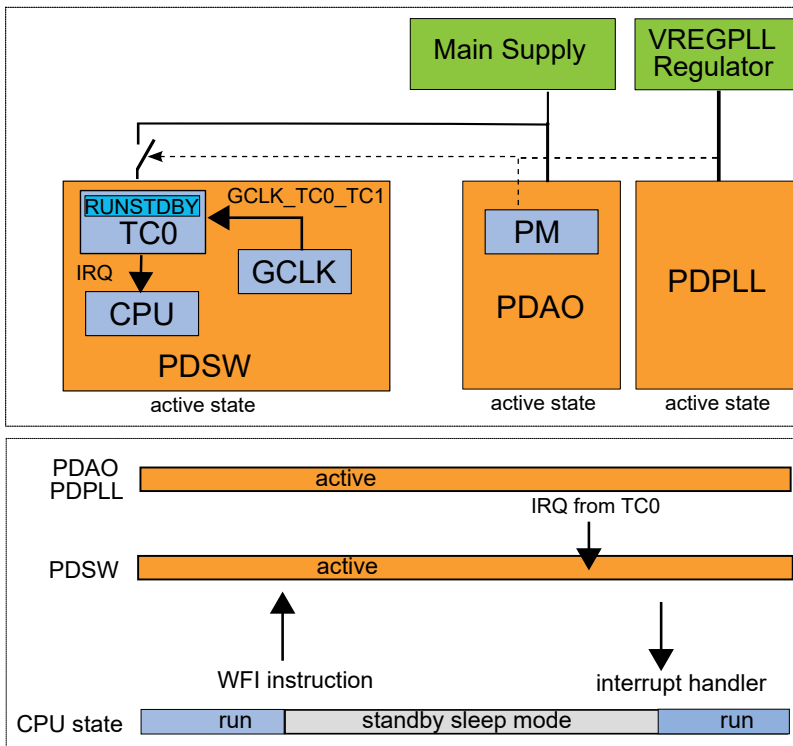 Main Supply
VREGPLL
Regulator
RUNSTDBY
GCLK_TC0_TC1
TC0
IRQ
GCLK
CPU
PDSW
PM
PDAO
PDPLL
active state
active state
active state
PDAO
PDPLL
active
IRQ from TC0
PDSW
active
WFI instruction
interrupt handler
CPU state
run
standby sleep mode
run